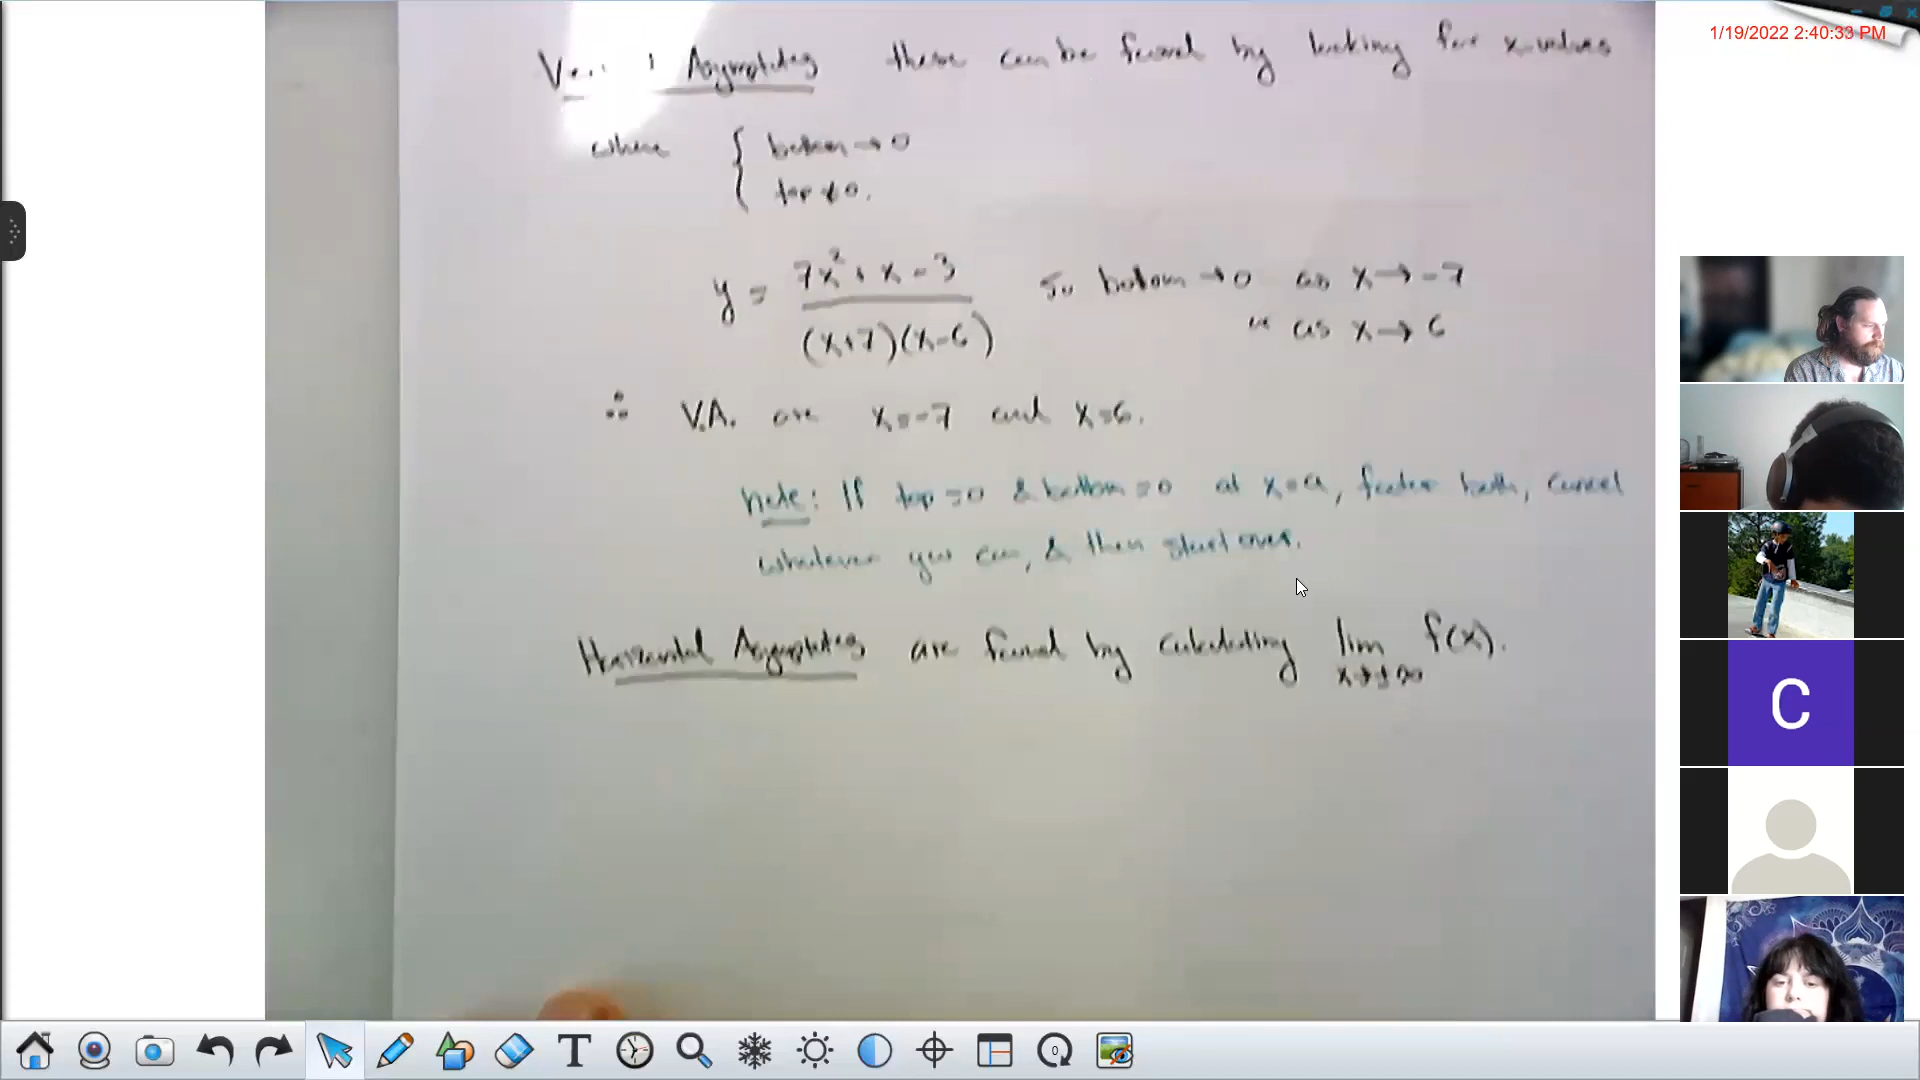 1/19/2022 2:40:33 PM
Asymptotes these can be found by looking for x-values
where { bottom → 0
top ≠ 0.
y = 7x² + x - 3 / (x+7)(x-6) so bottom → 0 as x → -7
as x → 6
∴ V.A. are x=-7 and x=6.
Note: If top=0 & bottom=0 at x=a, factor both, cancel
whatever you can, & then start over.
Horizontal Asymptotes are found by calculating lim f(x).
x→±∞
C
T
0